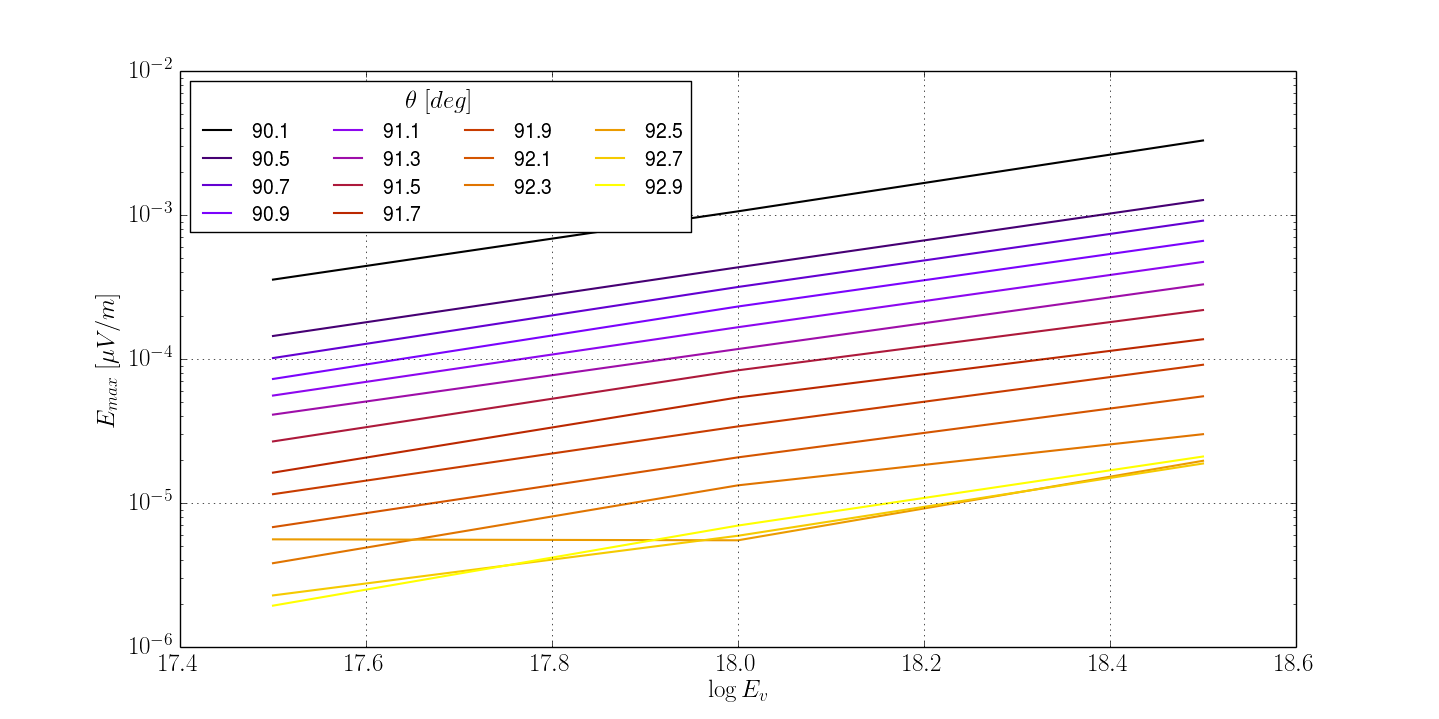 θ [deg]
90.1 91.1 91.9 92.5
90.5 91.3 92.1 92.7
90.7 91.5 92.3 92.9
90.9 91.7
10⁻²
10⁻³
10⁻⁴
10⁻⁵
10⁻⁶
E_max [μV/m]
17.4 17.6 17.8 18.0 18.2 18.4 18.6
log E_v